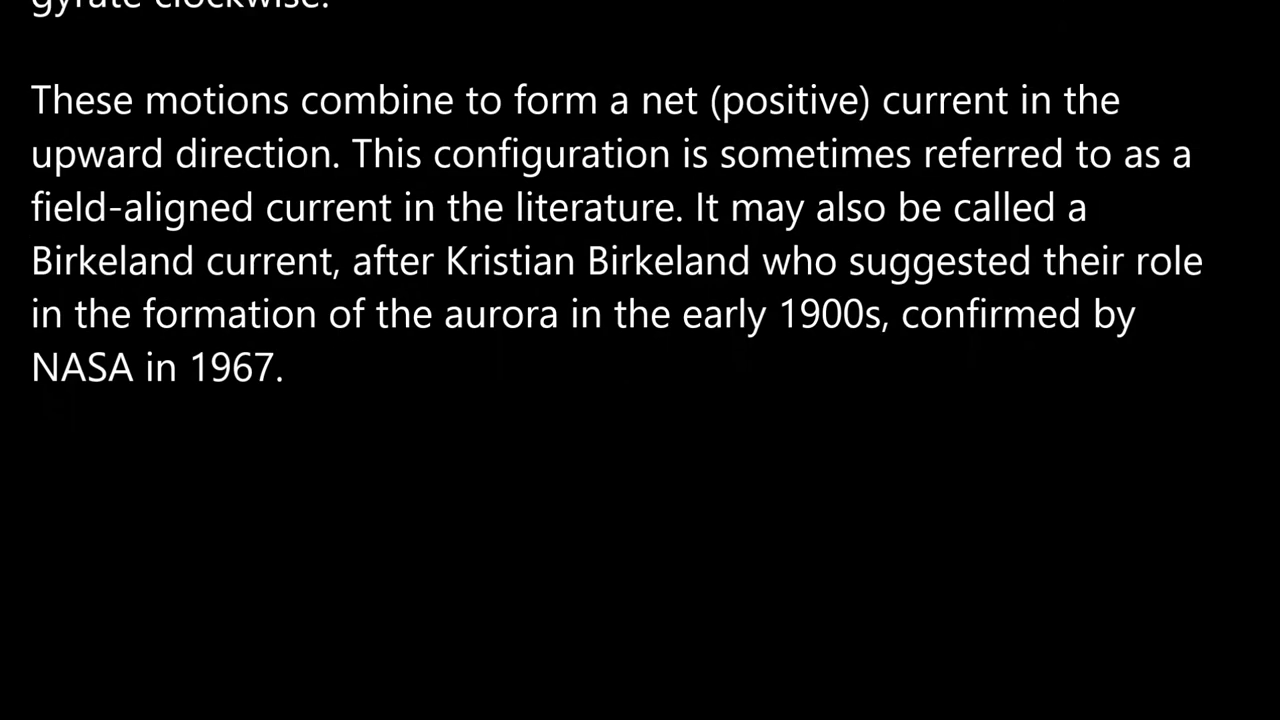 gyrate clockwise.
These motions combine to form a net (positive) current in the
upward direction. This configuration is sometimes referred to as a
field-aligned current in the literature. It may also be called a
Birkeland current, after Kristian Birkeland who suggested their role
in the formation of the aurora in the early 1900s, confirmed by
NASA in 1967.